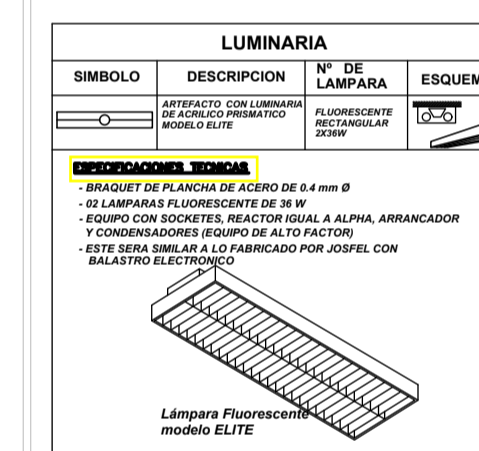 LUMINARIA
SIMBOLO DESCRIPCION Nº DE LAMPARA ESQUEM
ARTEFACTO CON LUMINARIA
DE ACRILICO PRISMATICO
MODELO ELITE
FLUORESCENTE
RECTANGULAR
2X36W
ESPECIFICACIONES TECNICAS
- BRAQUET DE PLANCHA DE ACERO DE 0.4 mm Ø
- 02 LAMPARAS FLUORESCENTE DE 36 W
- EQUIPO CON SOCKETES, REACTOR IGUAL A ALPHA, ARRANCADOR
Y CONDENSADORES (EQUIPO DE ALTO FACTOR)
- ESTE SERA SIMILAR A LO FABRICADO POR JOSFEL CON
BALASTRO ELECTRONICO
Lámpara Fluorescente
modelo ELITE